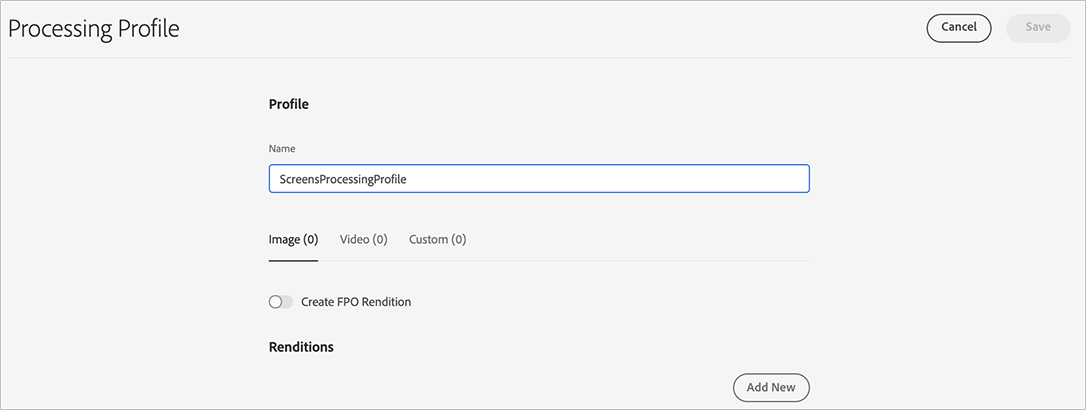 Processing Profile
Cancel
Save
Profile
Name
ScreensProcessingProfile
Image (0) Video (0) Custom (0)
Create FPO Rendition
Renditions
Add New